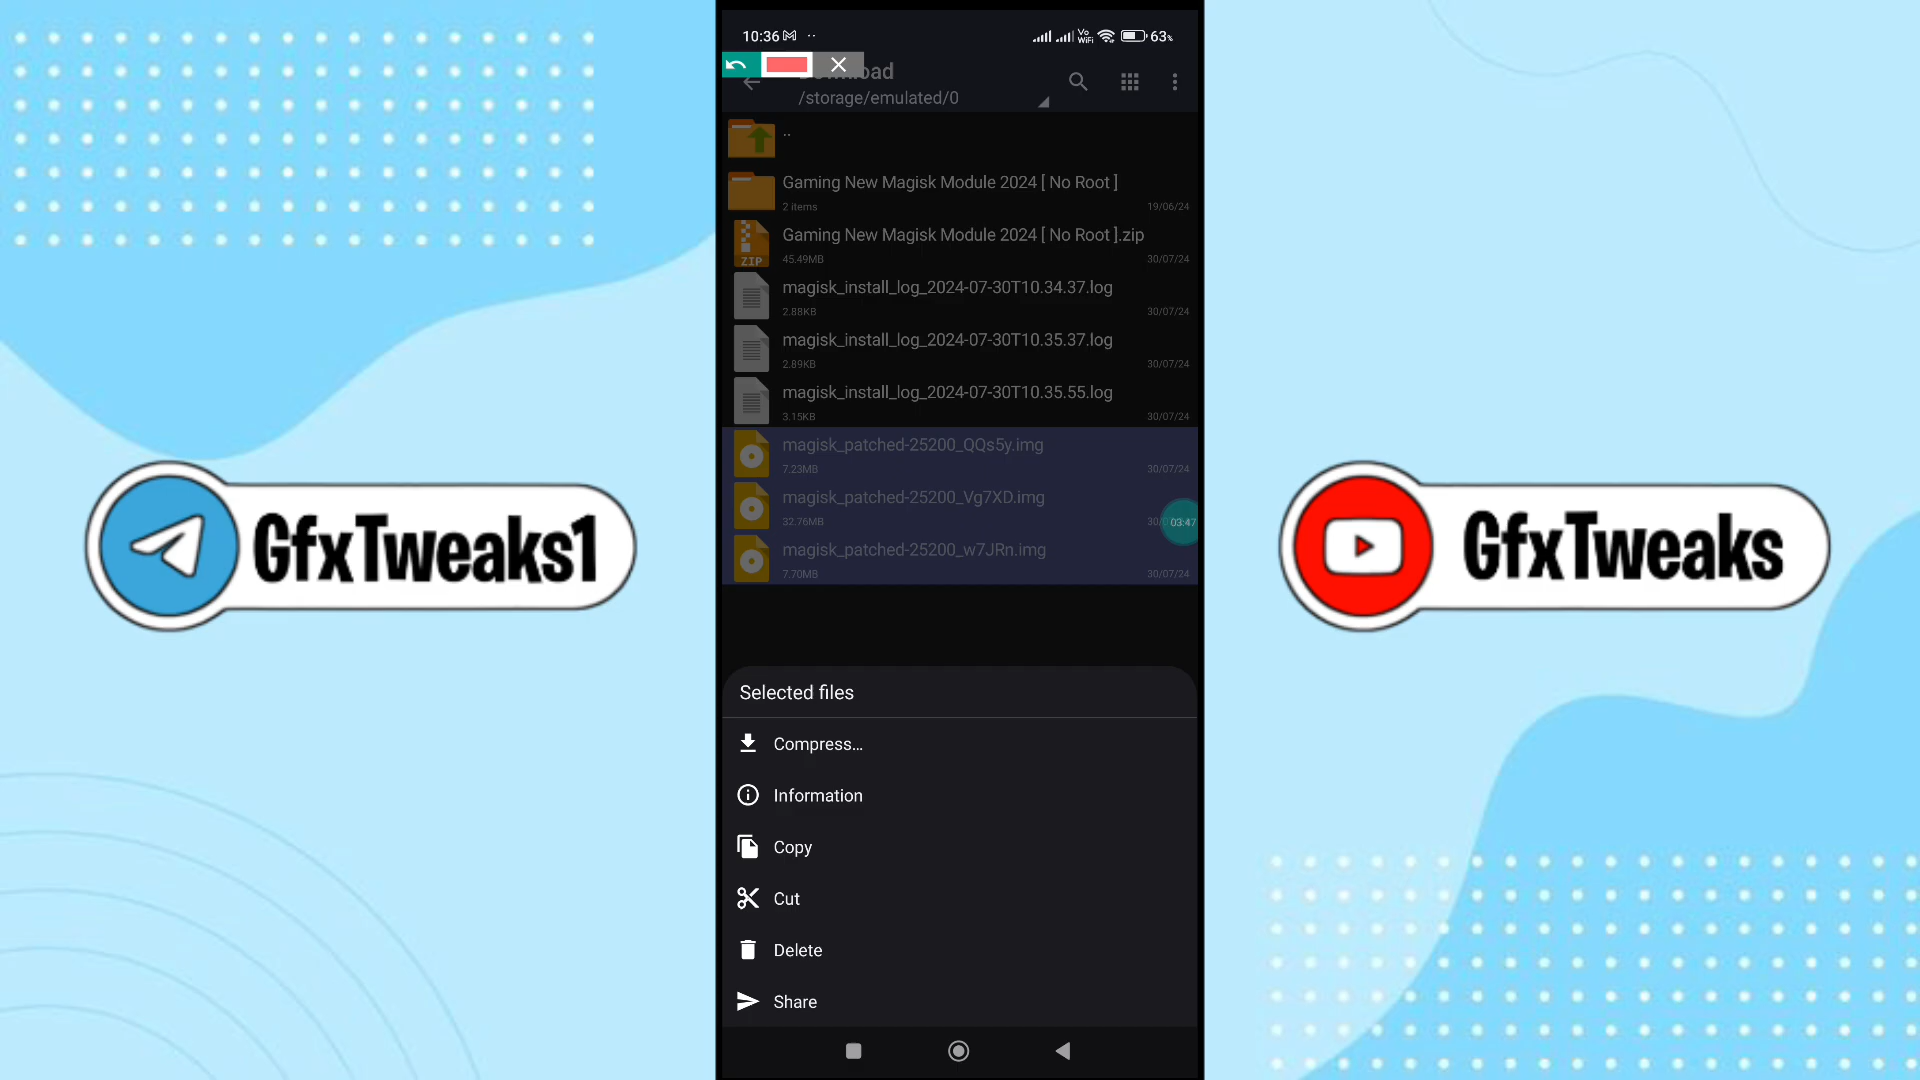 10:36
Vo
WiFi
63%
/storage/emulated/0
..
Gaming New Magisk Module 2024 [ No Root ]
2 items
19/06/24
Gaming New Magisk Module 2024 [ No Root ].zip
ZIP
45.49MB
30/07/24
magisk_install_log_2024-07-30T10.34.37.log
2.88KB
30/07/24
magisk_install_log_2024-07-30T10.35.37.log
2.89KB
30/07/24
magisk_install_log_2024-07-30T10.35.55.log
3.15KB
30/07/24
magisk_patched-25200_QQs5y.img
7.23MB
30/07/24
magisk_patched-25200_Vg7XD.img
32.76MB
03:47
magisk_patched-25200_w7JRn.img
7.70MB
30/07/24
GfxTweaks1
GfxTweaks
Selected files
Compress...
Information
Copy
Cut
Delete
Share